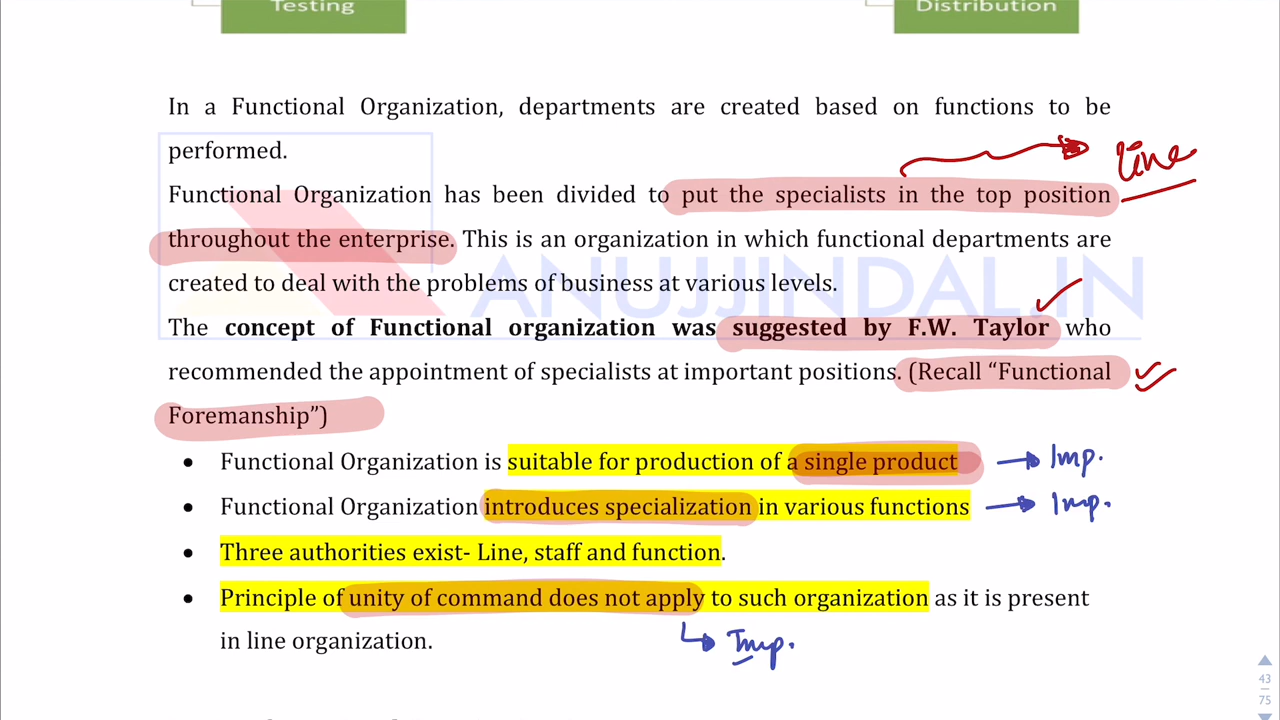 Testing
Distribution
In a Functional Organization, departments are created based on functions to be
performed.
Line
Functional Organization has been divided to put the specialists in the top position
throughout the enterprise. This is an organization in which functional departments are
created to deal with the problems of business at various levels.
ANUJJINDAL.IN
The concept of Functional organization was suggested by F.W. Taylor who
recommended the appointment of specialists at important positions. (Recall “Functional
Foremanship”)
• Functional Organization is suitable for production of a single product → Imp.
• Functional Organization introduces specialization in various functions → Imp.
• Three authorities exist- Line, staff and function.
• Principle of unity of command does not apply to such organization as it is present
in line organization.
Imp.
43
75